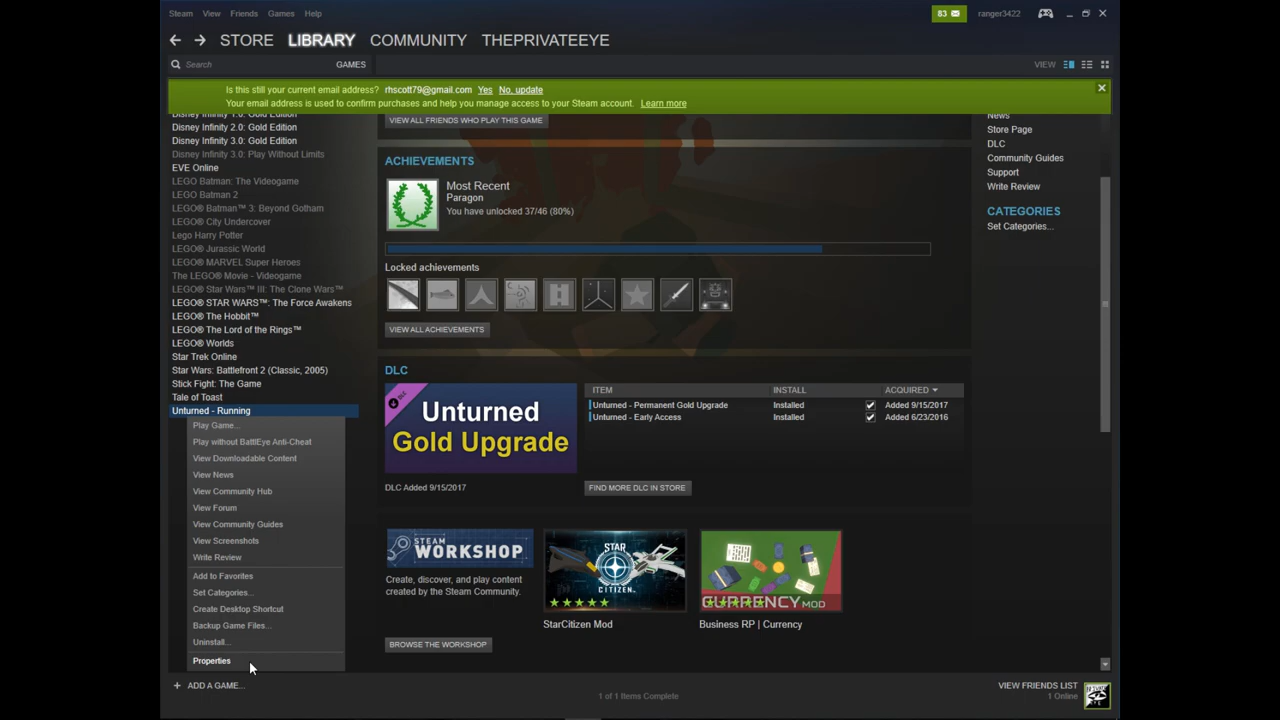 Steam View Friends Games Help
83 ranger3422
STORE LIBRARY COMMUNITY THEPRIVATEEYE
Search GAMES VIEW
Is this still your current email address? rhscott79@gmail.com Yes No, update
Your email address is used to confirm purchases and help you manage access to your Steam account. Learn more
Disney Infinity 1.0: Gold Edition
Disney Infinity 2.0: Gold Edition
Disney Infinity 3.0: Gold Edition
Disney Infinity 3.0: Play Without Limits
EVE Online
LEGO Batman: The Videogame
LEGO Batman 2
LEGO® Batman™ 3: Beyond Gotham
LEGO® City Undercover
Lego Harry Potter
LEGO® Jurassic World
LEGO® MARVEL Super Heroes
The LEGO® Movie - Videogame
LEGO® Star Wars™ III: The Clone Wars™
LEGO® STAR WARS™: The Force Awakens
LEGO® The Hobbit™
LEGO® The Lord of the Rings™
LEGO® Worlds
Star Trek Online
Star Wars: Battlefront 2 (Classic, 2005)
Stick Fight: The Game
Tale of Toast
Unturned - Running
Play Game...
Play without BattlEye Anti-Cheat
View Downloadable Content
View News
View Community Hub
View Forum
View Community Guides
View Screenshots
Write Review
Add to Favorites
Set Categories...
Create Desktop Shortcut
Backup Game Files...
Uninstall...
Properties
ADD A GAME...
VIEW ALL FRIENDS WHO PLAY THIS GAME
ACHIEVEMENTS
Most Recent
Paragon
You have unlocked 37/46 (80%)
Locked achievements
VIEW ALL ACHIEVEMENTS
DLC
DLC
Unturned
Gold Upgrade
DLC Added 9/15/2017
ITEM INSTALL ACQUIRED
Unturned - Permanent Gold Upgrade Installed Added 9/15/2017
Unturned - Early Access Installed Added 6/23/2016
FIND MORE DLC IN STORE
STEAM
WORKSHOP
Create, discover, and play content
created by the Steam Community.
BROWSE THE WORKSHOP
STAR
CITIZEN
StarCitizen Mod
CURRENCY MOD
Business RP | Currency
News
Store Page
DLC
Community Guides
Support
Write Review
CATEGORIES
Set Categories...
1 of 1 Items Complete
VIEW FRIENDS LIST
1 Online